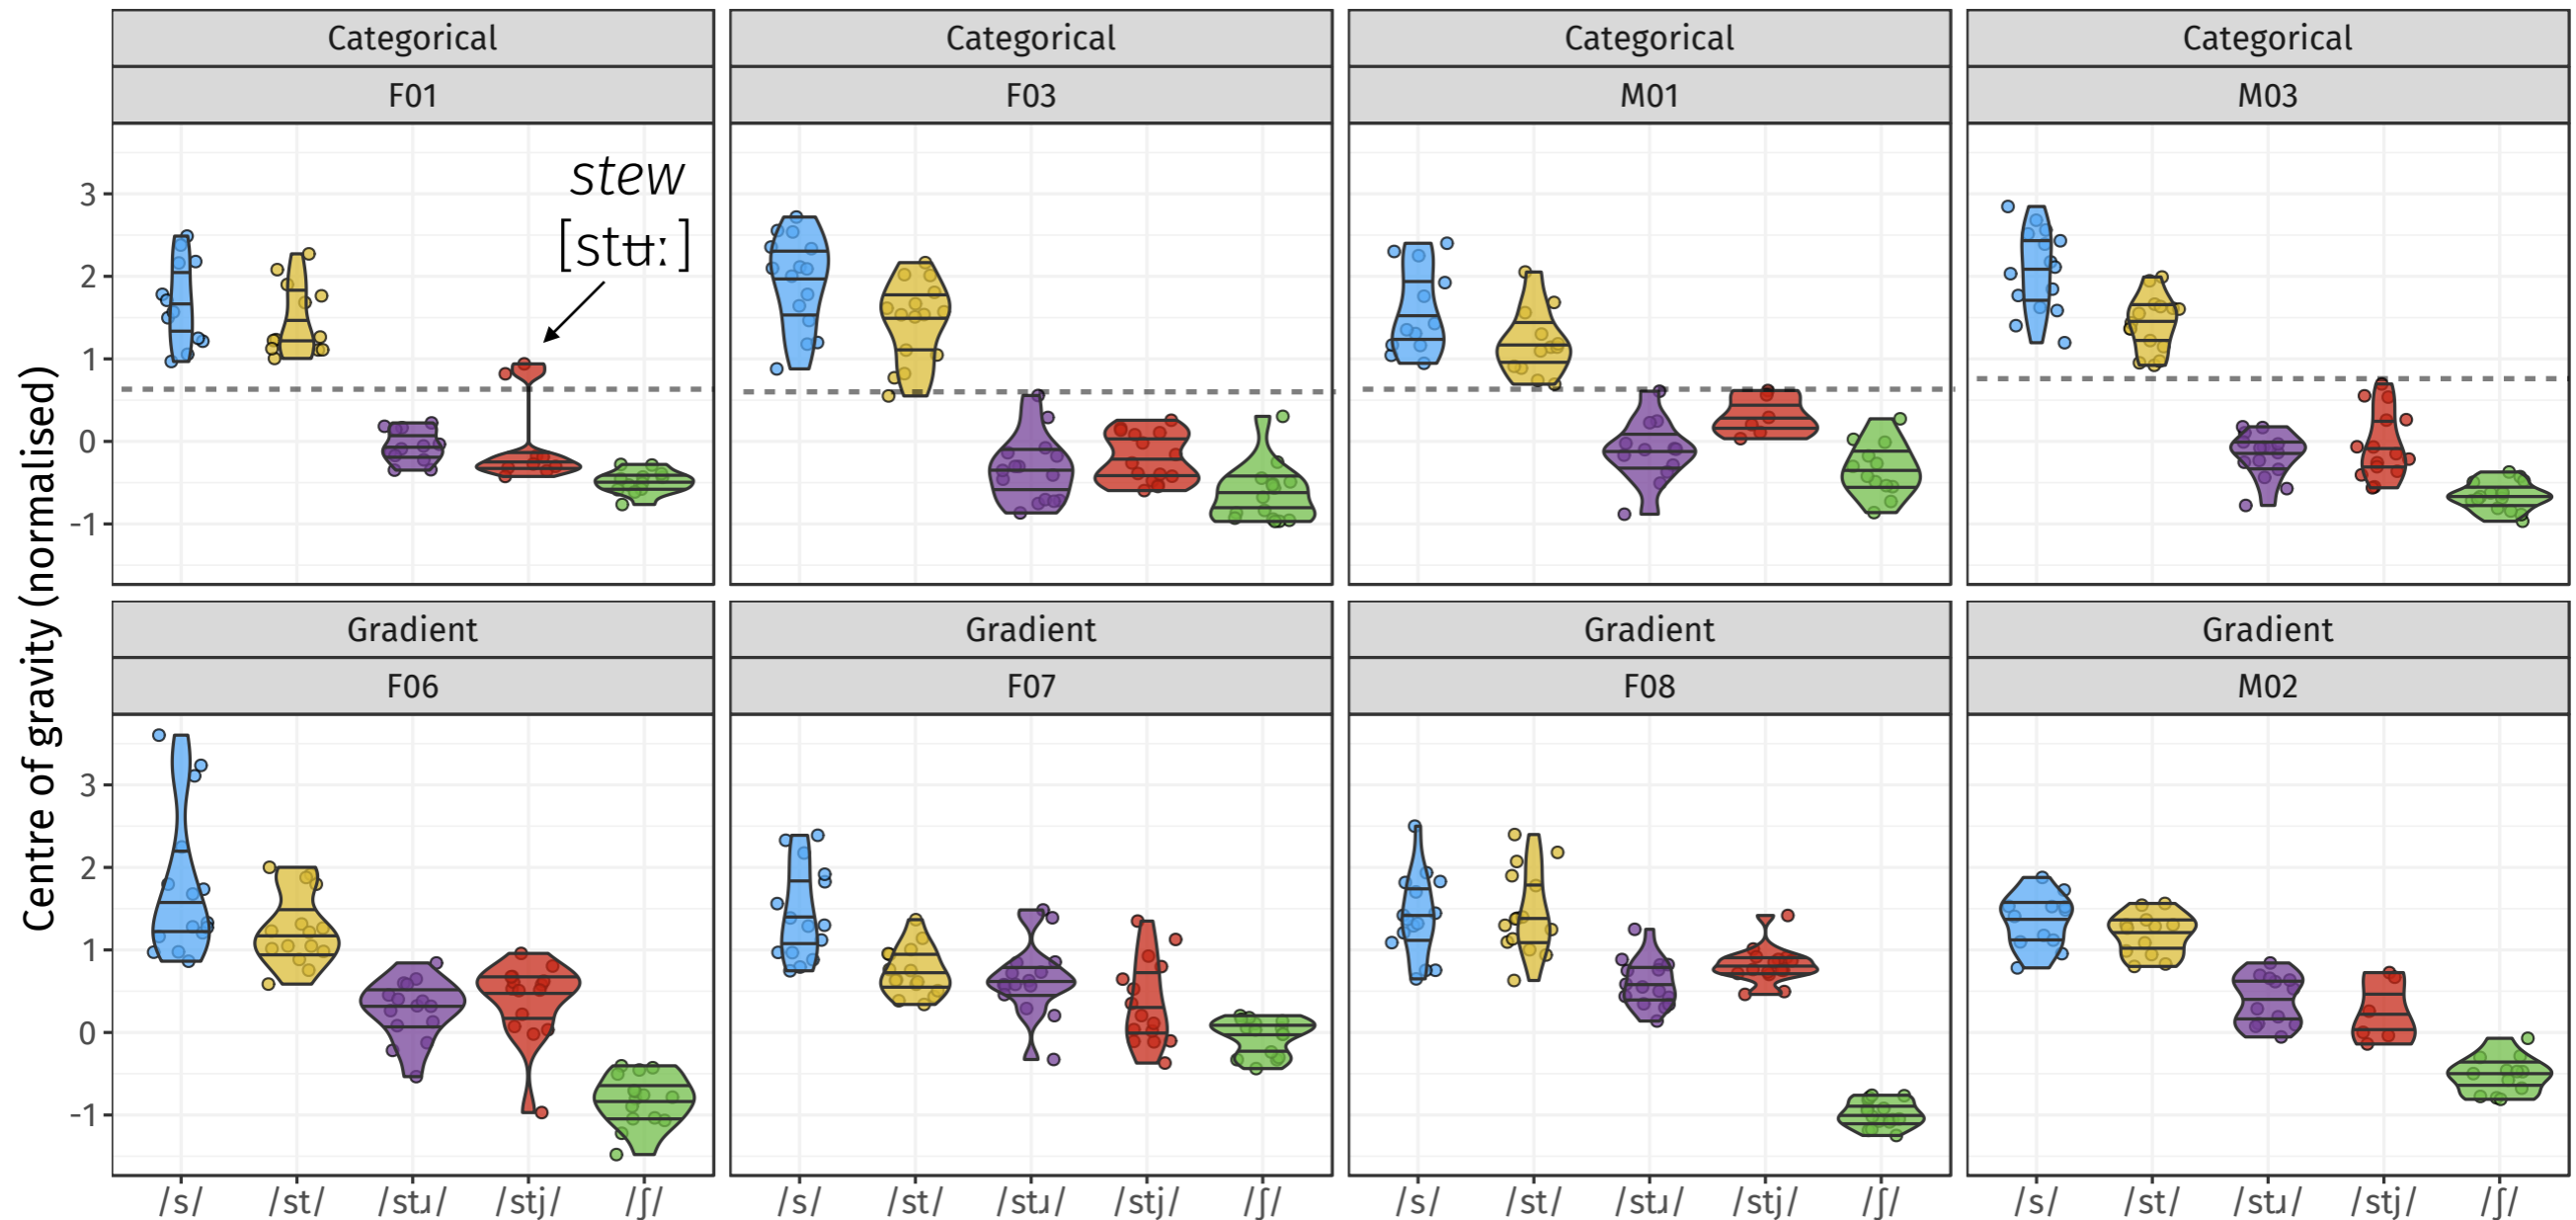 Categorical Categorical Categorical Categorical
F01 F03 M01 M03
stew
[stʉː]
3
2
1
0
-1
Centre of gravity (normalised)
Gradient Gradient Gradient Gradient
F06 F07 F08 M02
3
2
1
0
-1
/s/ /st/ /stɹ/ /stj/ /ʃ/ /s/ /st/ /stɹ/ /stj/ /ʃ/ /s/ /st/ /stɹ/ /stj/ /ʃ/ /s/ /st/ /stɹ/ /stj/ /ʃ/